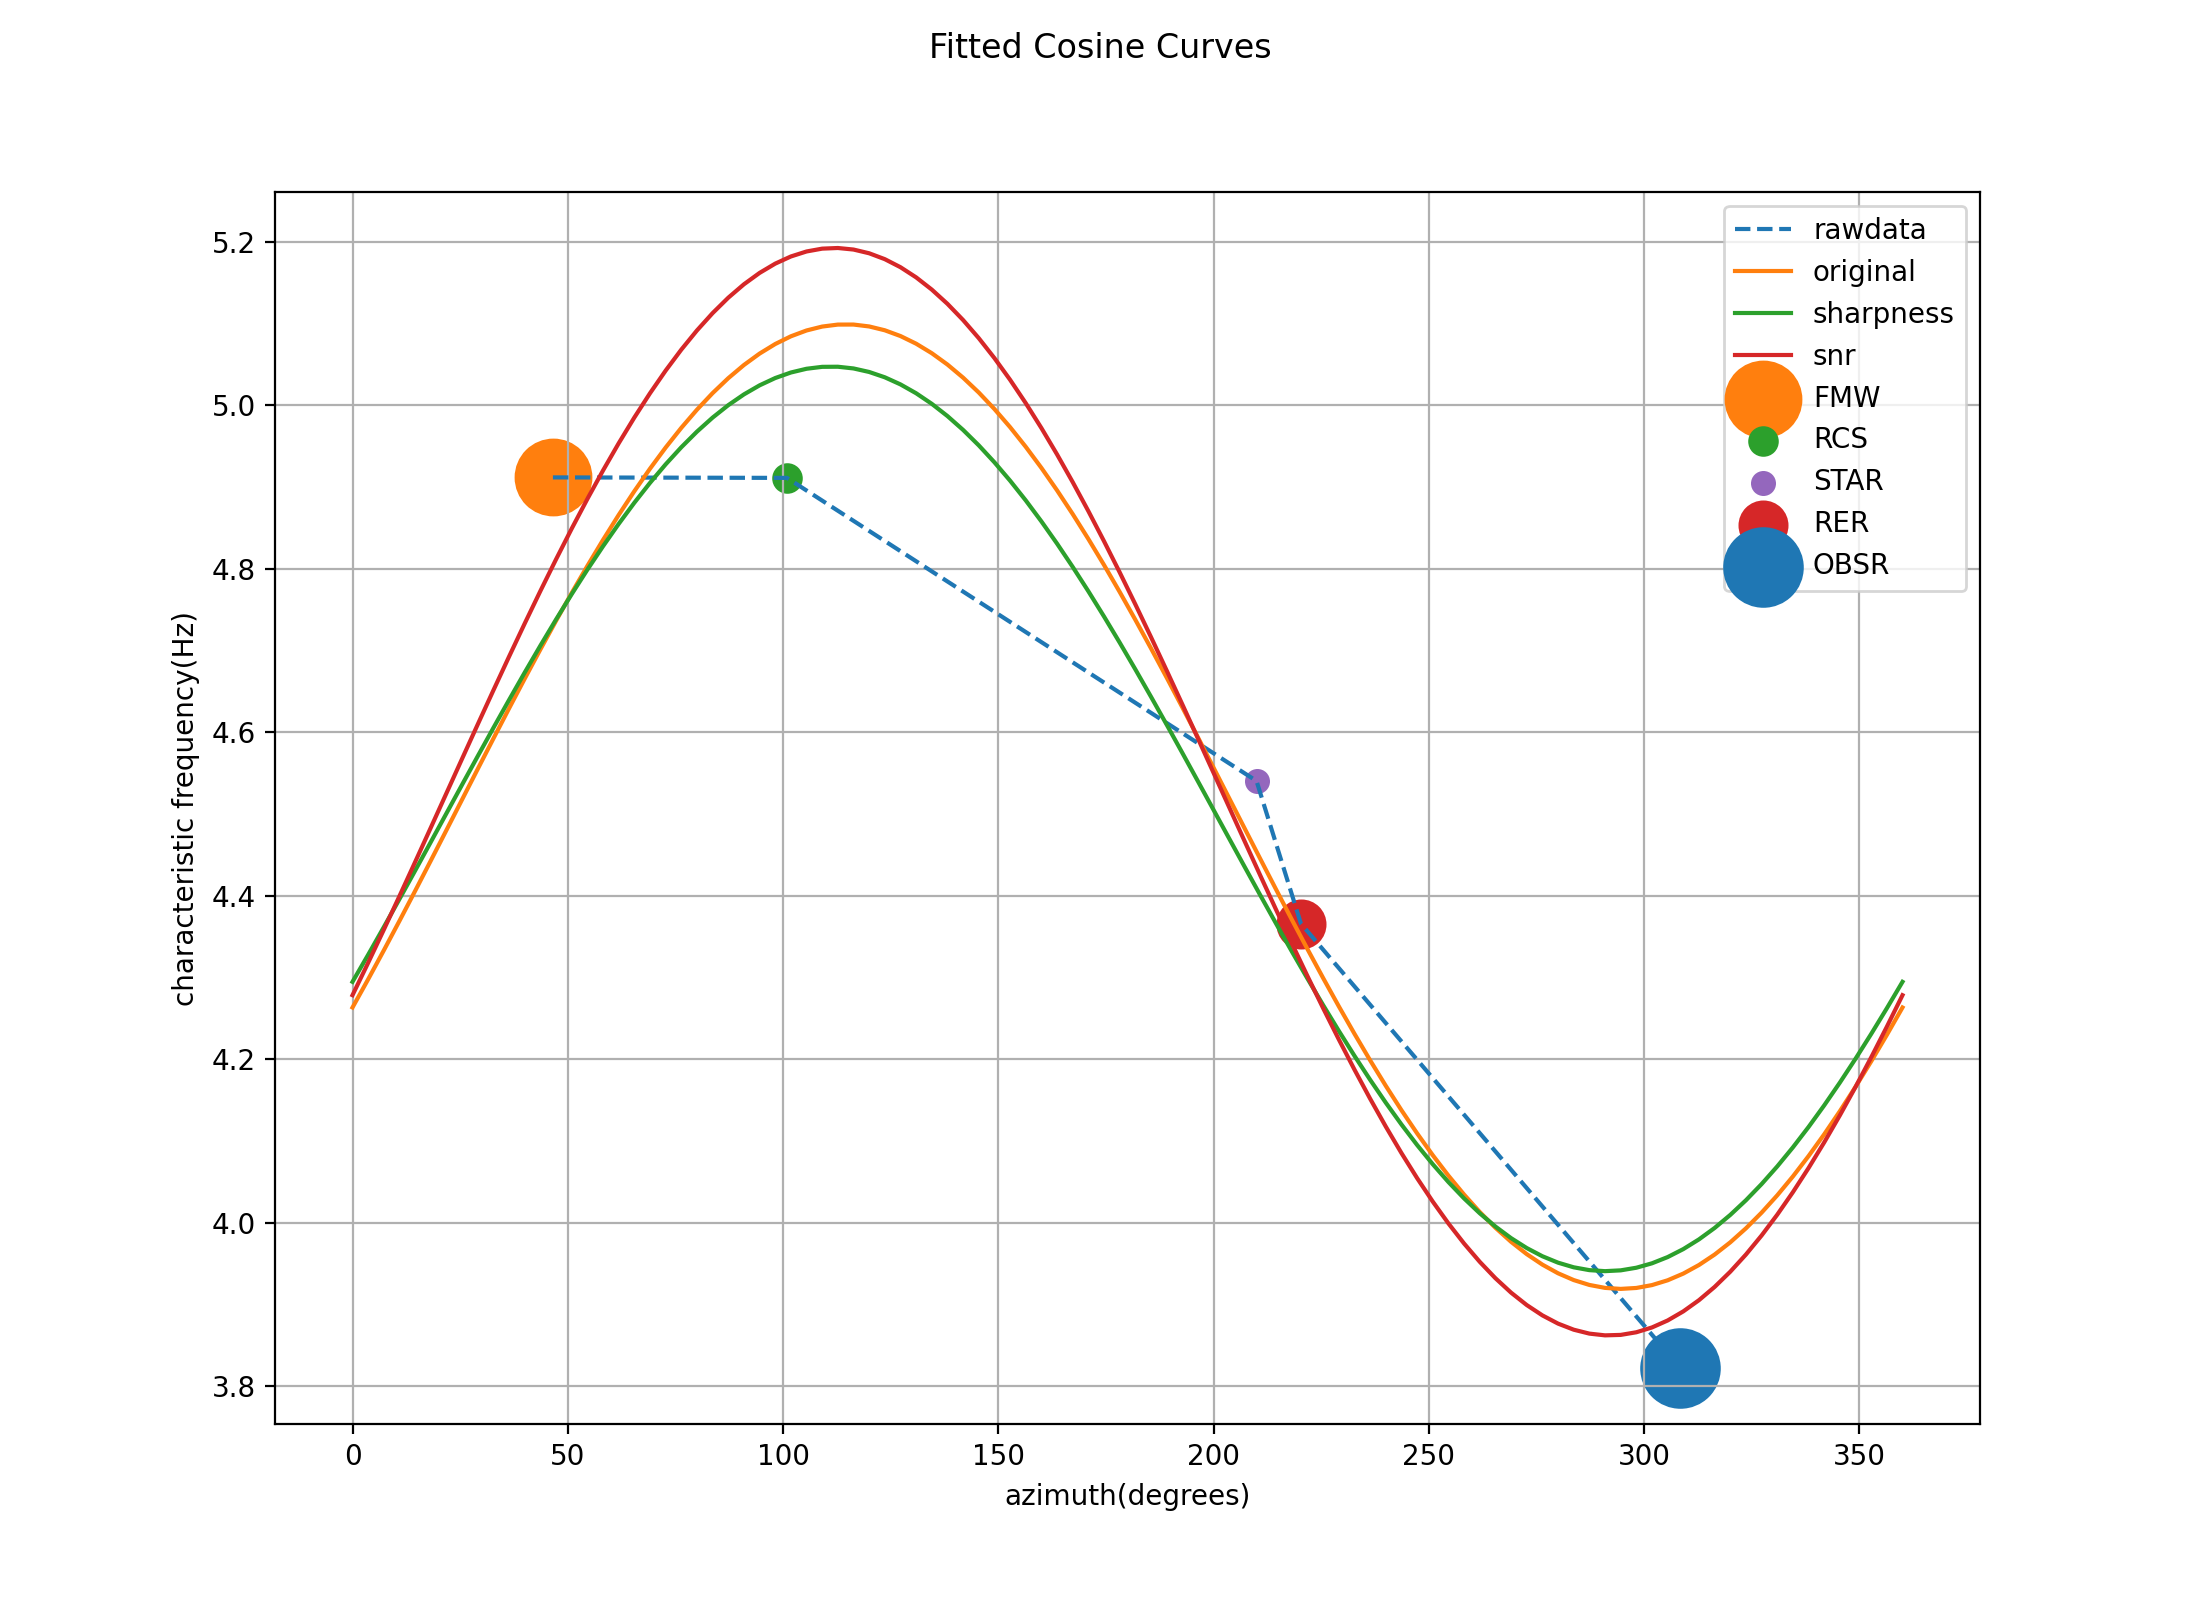 Fitted Cosine Curves
5.2
5.0
4.8
4.6
4.4
4.2
4.0
3.8
characteristic frequency(Hz)
0 50 100 150 200 250 300 350
azimuth(degrees)
rawdata
original
sharpness
snr
FMW
RCS
STAR
RER
OBSR